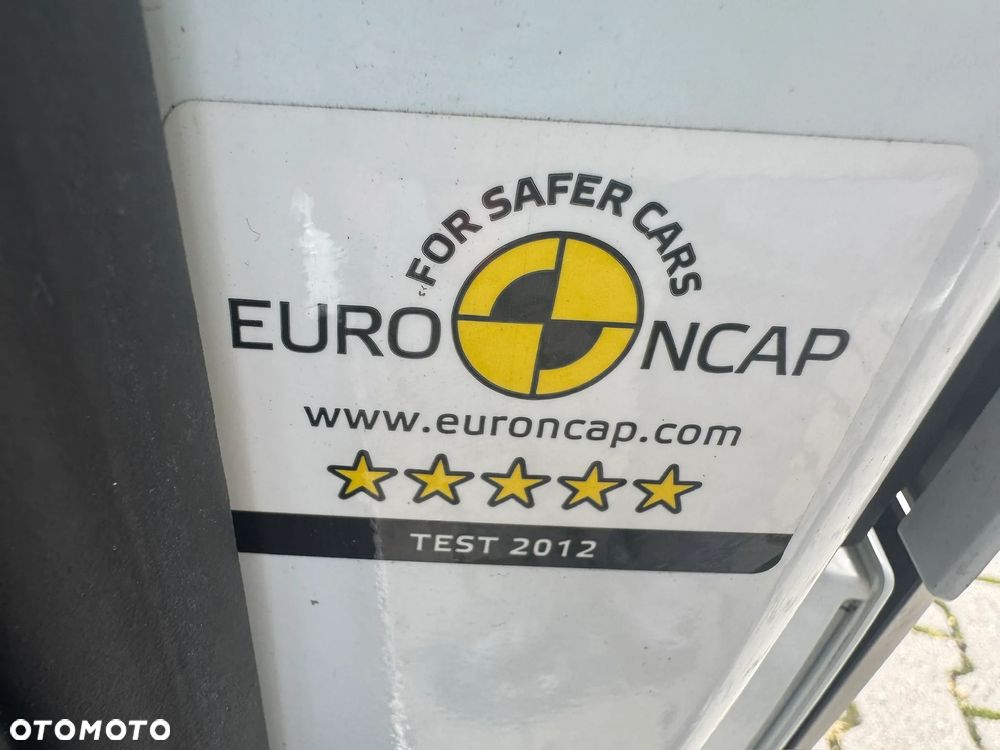 FOR SAFER CARS
EURO NCAP
www.euroncap.com
TEST 2012
OTOMOTO